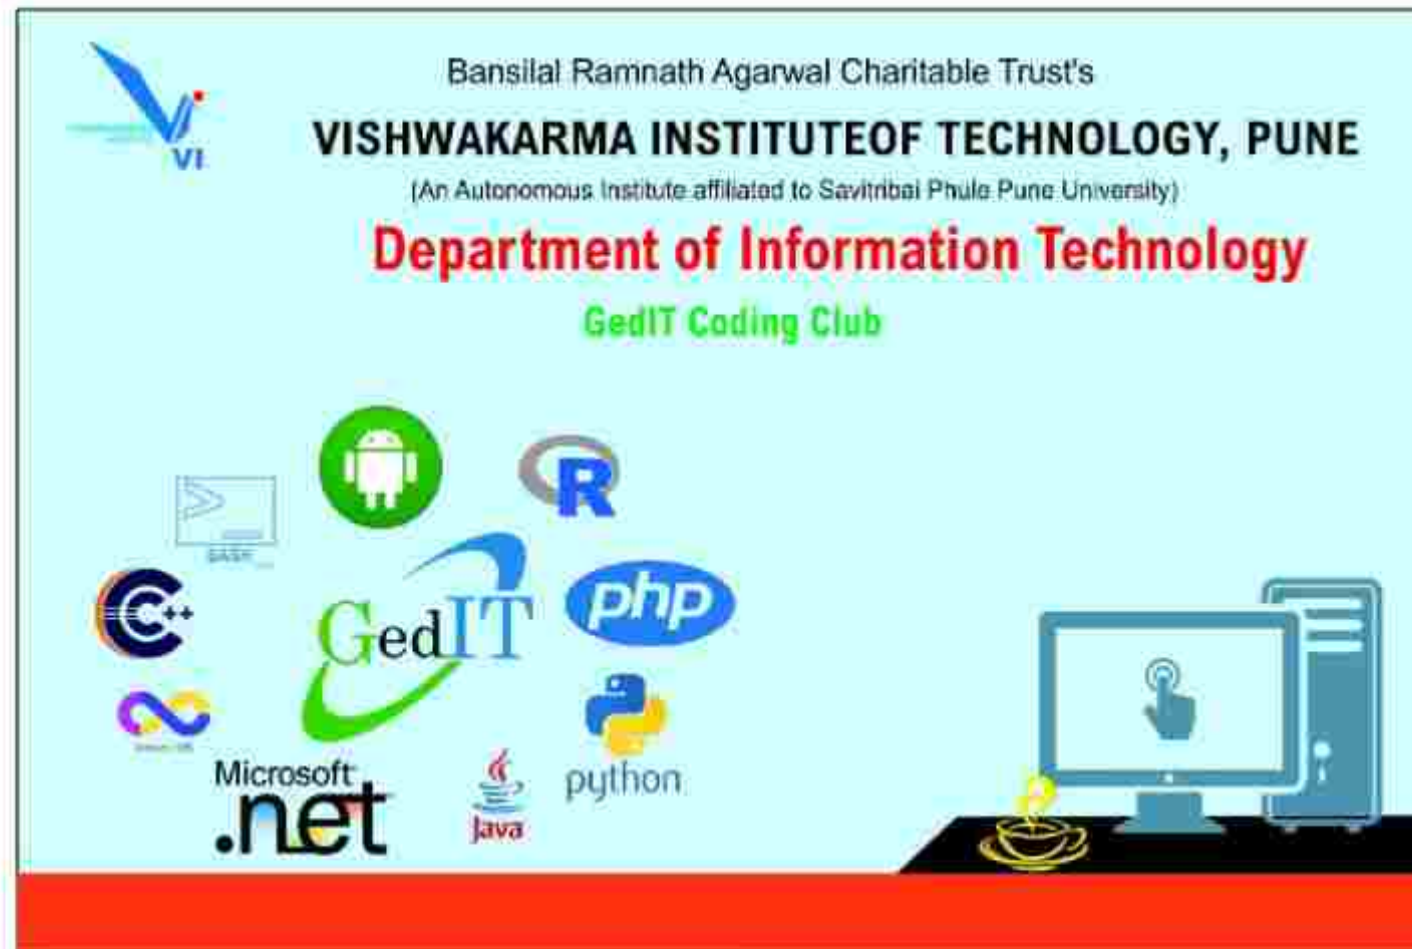 Bansilal Ramnath Agarwal Charitable Trust's
VISHWAKARMA INSTITUTEOF TECHNOLOGY, PUNE
(An Autonomous Institute affiliated to Savitribai Phule Pune University)
VI
Department of Information Technology
GedIT Coding Club
R
BASH
C++
GedIT
php
python
Microsoft
.net
Java